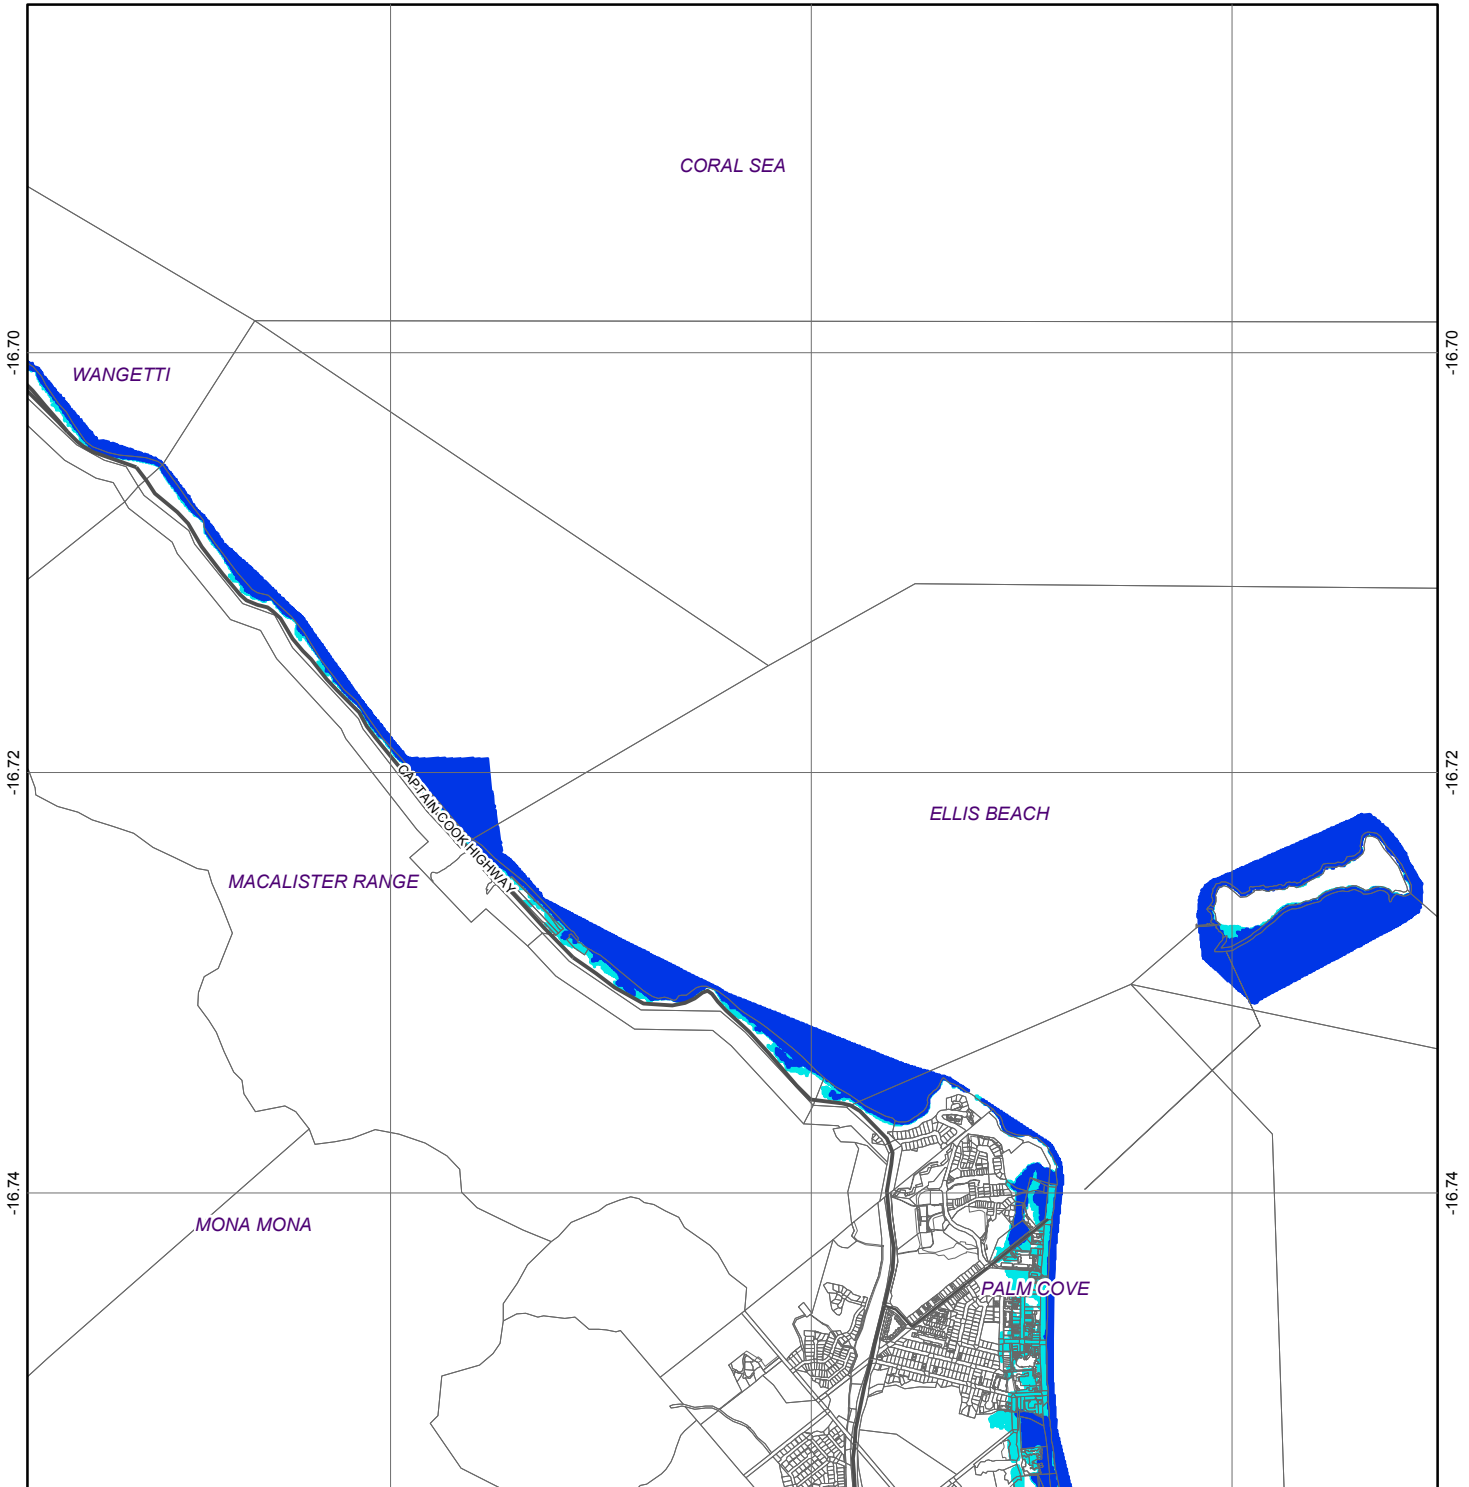 CORAL SEA
-16.70
-16.70
WANGETTI
-16.72
-16.72
CAPTAIN COOK HIGHWAY
ELLIS BEACH
MACALISTER RANGE
-16.74
-16.74
MONA MONA
PALM COVE